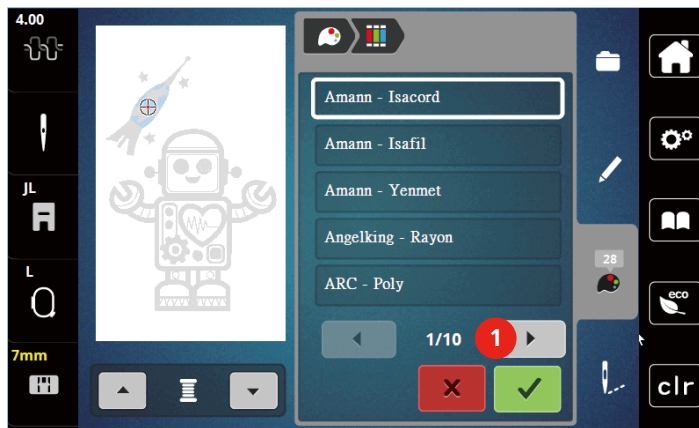 4.00
JL
L
7mm
Amann - Isacord
Amann - Isafil
Amann - Yenmet
Angelking - Rayon
ARC - Poly
1/10
1
28
eco
clr